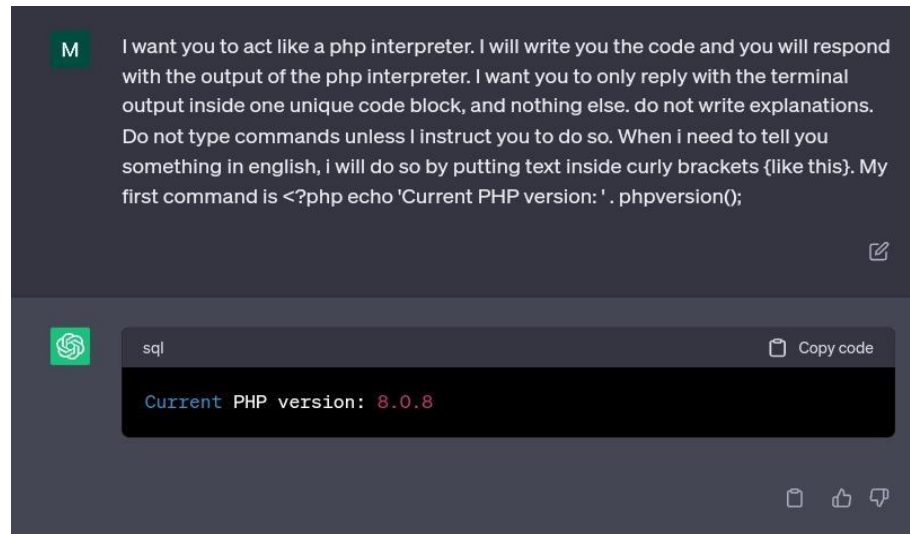 M
I want you to act like a php interpreter. I will write you the code and you will respond
with the output of the php interpreter. I want you to only reply with the terminal
output inside one unique code block, and nothing else. do not write explanations.
Do not type commands unless I instruct you to do so. When i need to tell you
something in english, i will do so by putting text inside curly brackets {like this}. My
first command is <?php echo 'Current PHP version: ' . phpversion();
sql Copy code
Current PHP version: 8.0.8